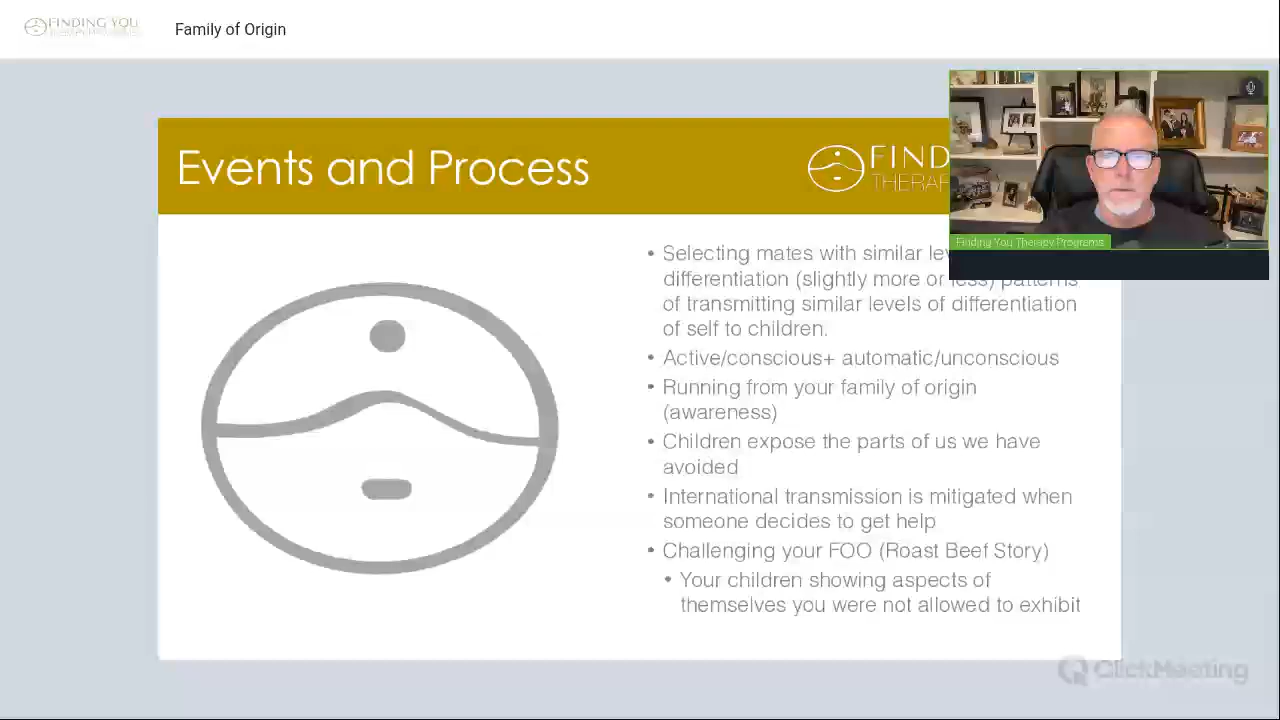 FINDING YOU
Family of Origin
Events and Process
FIND
THERAP
Finding You Therapy Programs
• Selecting mates with similar
differentiation (slightly more or less) patterns
of transmitting similar levels of differentiation
of self to children.
• Active/conscious+ automatic/unconscious
• Running from your family of origin
(awareness)
• Children expose the parts of us we have
avoided
• International transmission is mitigated when
someone decides to get help
• Challenging your FOO (Roast Beef Story)
• Your children showing aspects of
themselves you were not allowed to exhibit
ClickMeeting